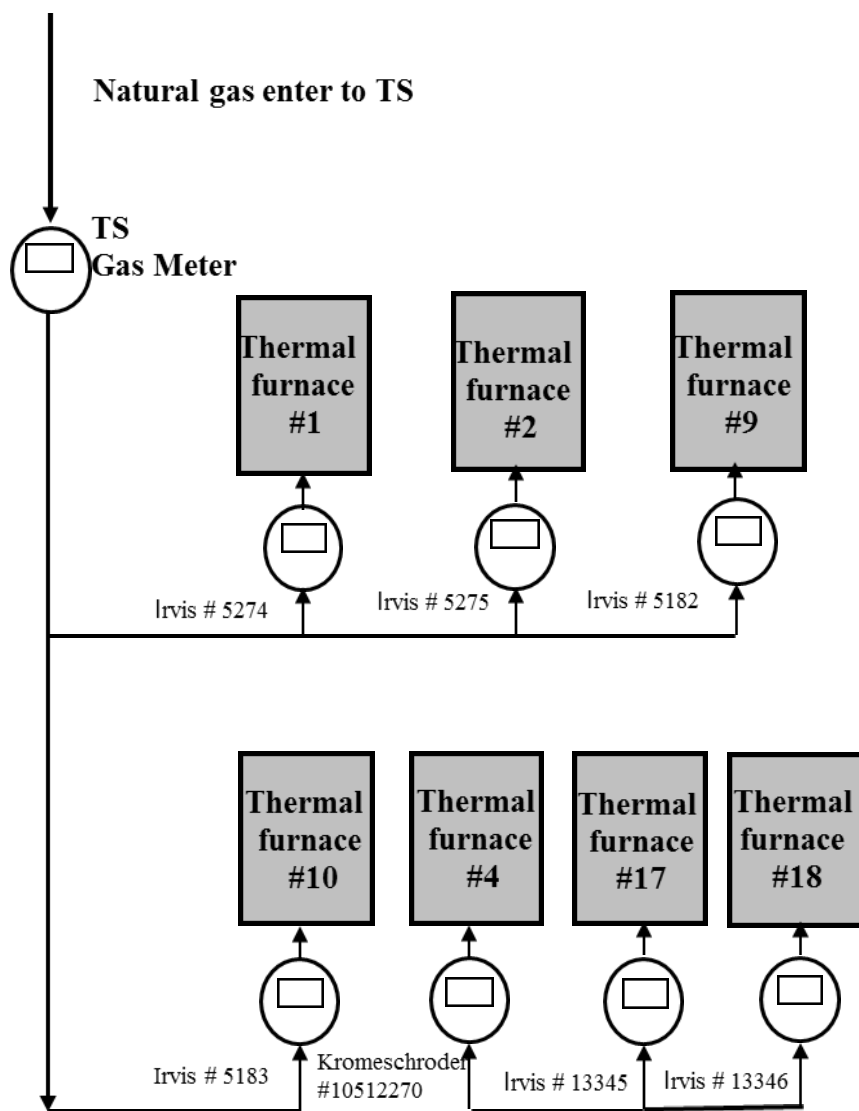 Natural gas enter to TS
TS
Gas Meter
Thermal
furnace
#1
Thermal
furnace
#2
Thermal
furnace
#9
Irvis # 5274
Irvis # 5275
Irvis # 5182
Thermal
furnace
#10
Thermal
furnace
#4
Thermal
furnace
#17
Thermal
furnace
#18
Irvis # 5183
Kromeschroder
#10512270
Irvis # 13345
Irvis # 13346